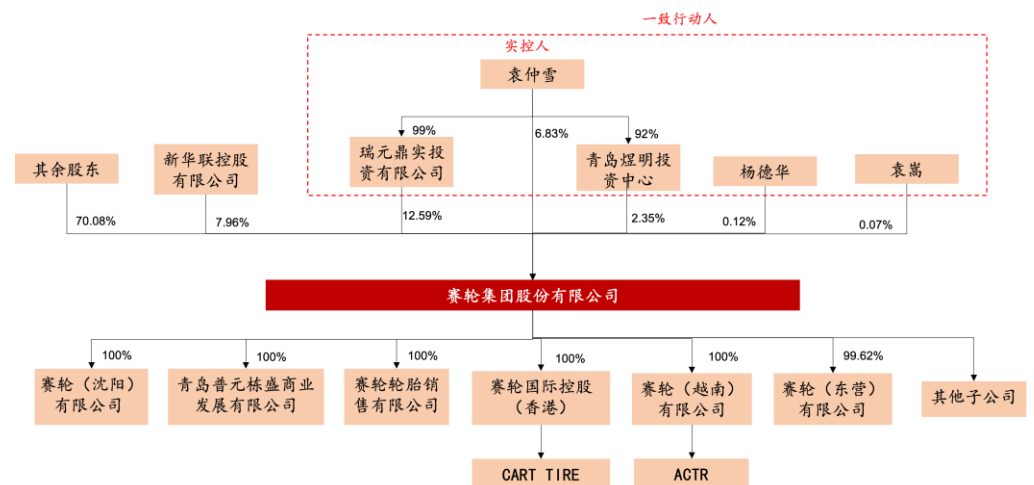 一致行动人
实控人
袁仲雪
99%
6.83%
92%
其余股东
新华联控股
有限公司
瑞元鼎实投
资有限公司
青岛煜明投
资中心
杨德华
袁嵩
70.08%
7.96%
12.59%
2.35%
0.12%
0.07%
赛轮集团股份有限公司
100%
100%
100%
100%
100%
99.62%
赛轮（沈阳）
有限公司
青岛普元栋盛商业
发展有限公司
赛轮轮胎销
售有限公司
赛轮国际控股
（香港）
赛轮（越南）
有限公司
赛轮（东营）
有限公司
其他子公司
CART TIRE
ACTR